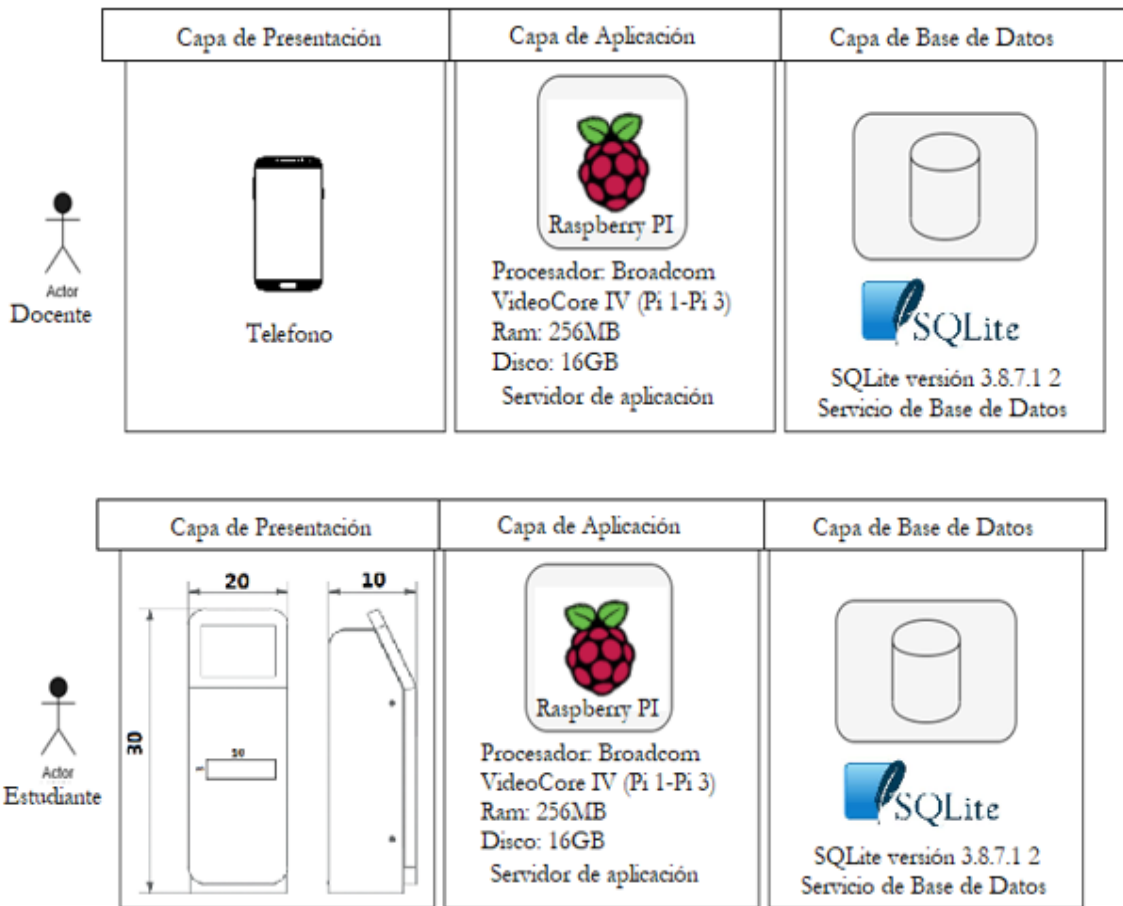 Capa de Presentación
Capa de Aplicación
Capa de Base de Datos
Actor
Docente
Telefono
Raspberry PI
Procesador: Broadcom
VideoCore IV (Pi 1-Pi 3)
Ram: 256MB
Disco: 16GB
Servidor de aplicación
SQLite
SQLite versión 3.8.7.1 2
Servicio de Base de Datos
Capa de Presentación
Capa de Aplicación
Capa de Base de Datos
Actor
Estudiante
20
10
30
Raspberry PI
Procesador: Broadcom
VideoCore IV (Pi 1-Pi 3)
Ram: 256MB
Disco: 16GB
Servidor de aplicación
SQLite
SQLite versión 3.8.7.1 2
Servicio de Base de Datos